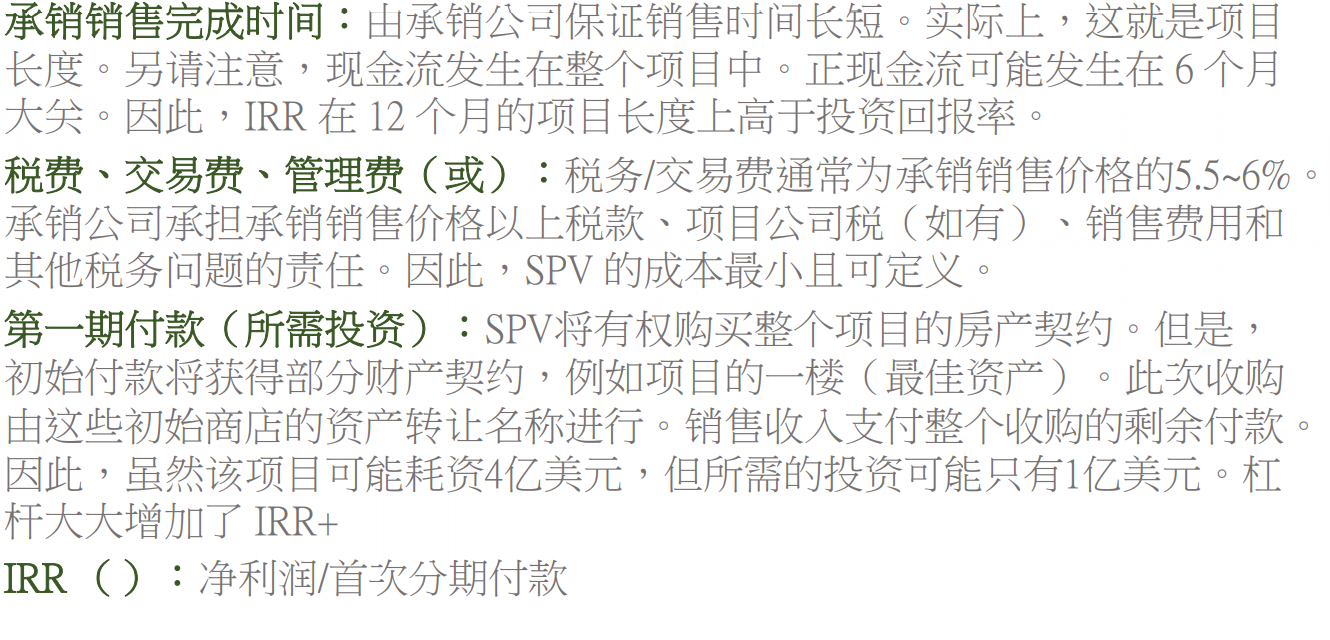 承销销售完成时间：由承销公司保证销售时间长短。实际上，这就是项目
长度。另请注意，现金流发生在整个项目中。正现金流可能发生在 6 个月
大关。因此，IRR 在 12 个月的项目长度上高于投资回报率。
税费、交易费、管理费（或）：税务/交易费通常为承销销售价格的5.5~6%。
承销公司承担承销销售价格以上税款、项目公司税（如有）、销售费用和
其他税务问题的责任。因此，SPV 的成本最小且可定义。
第一期付款（所需投资）：SPV将有权购买整个项目的房产契约。但是，
初始付款将获得部分财产契约，例如项目的一楼（最佳资产）。此次收购
由这些初始商店的资产转让名称进行。销售收入支付整个收购的剩余付款。
因此，虽然该项目可能耗资4亿美元，但所需的投资可能只有1亿美元。杠
杆大大增加了 IRR+
IRR （ ）：净利润/首次分期付款